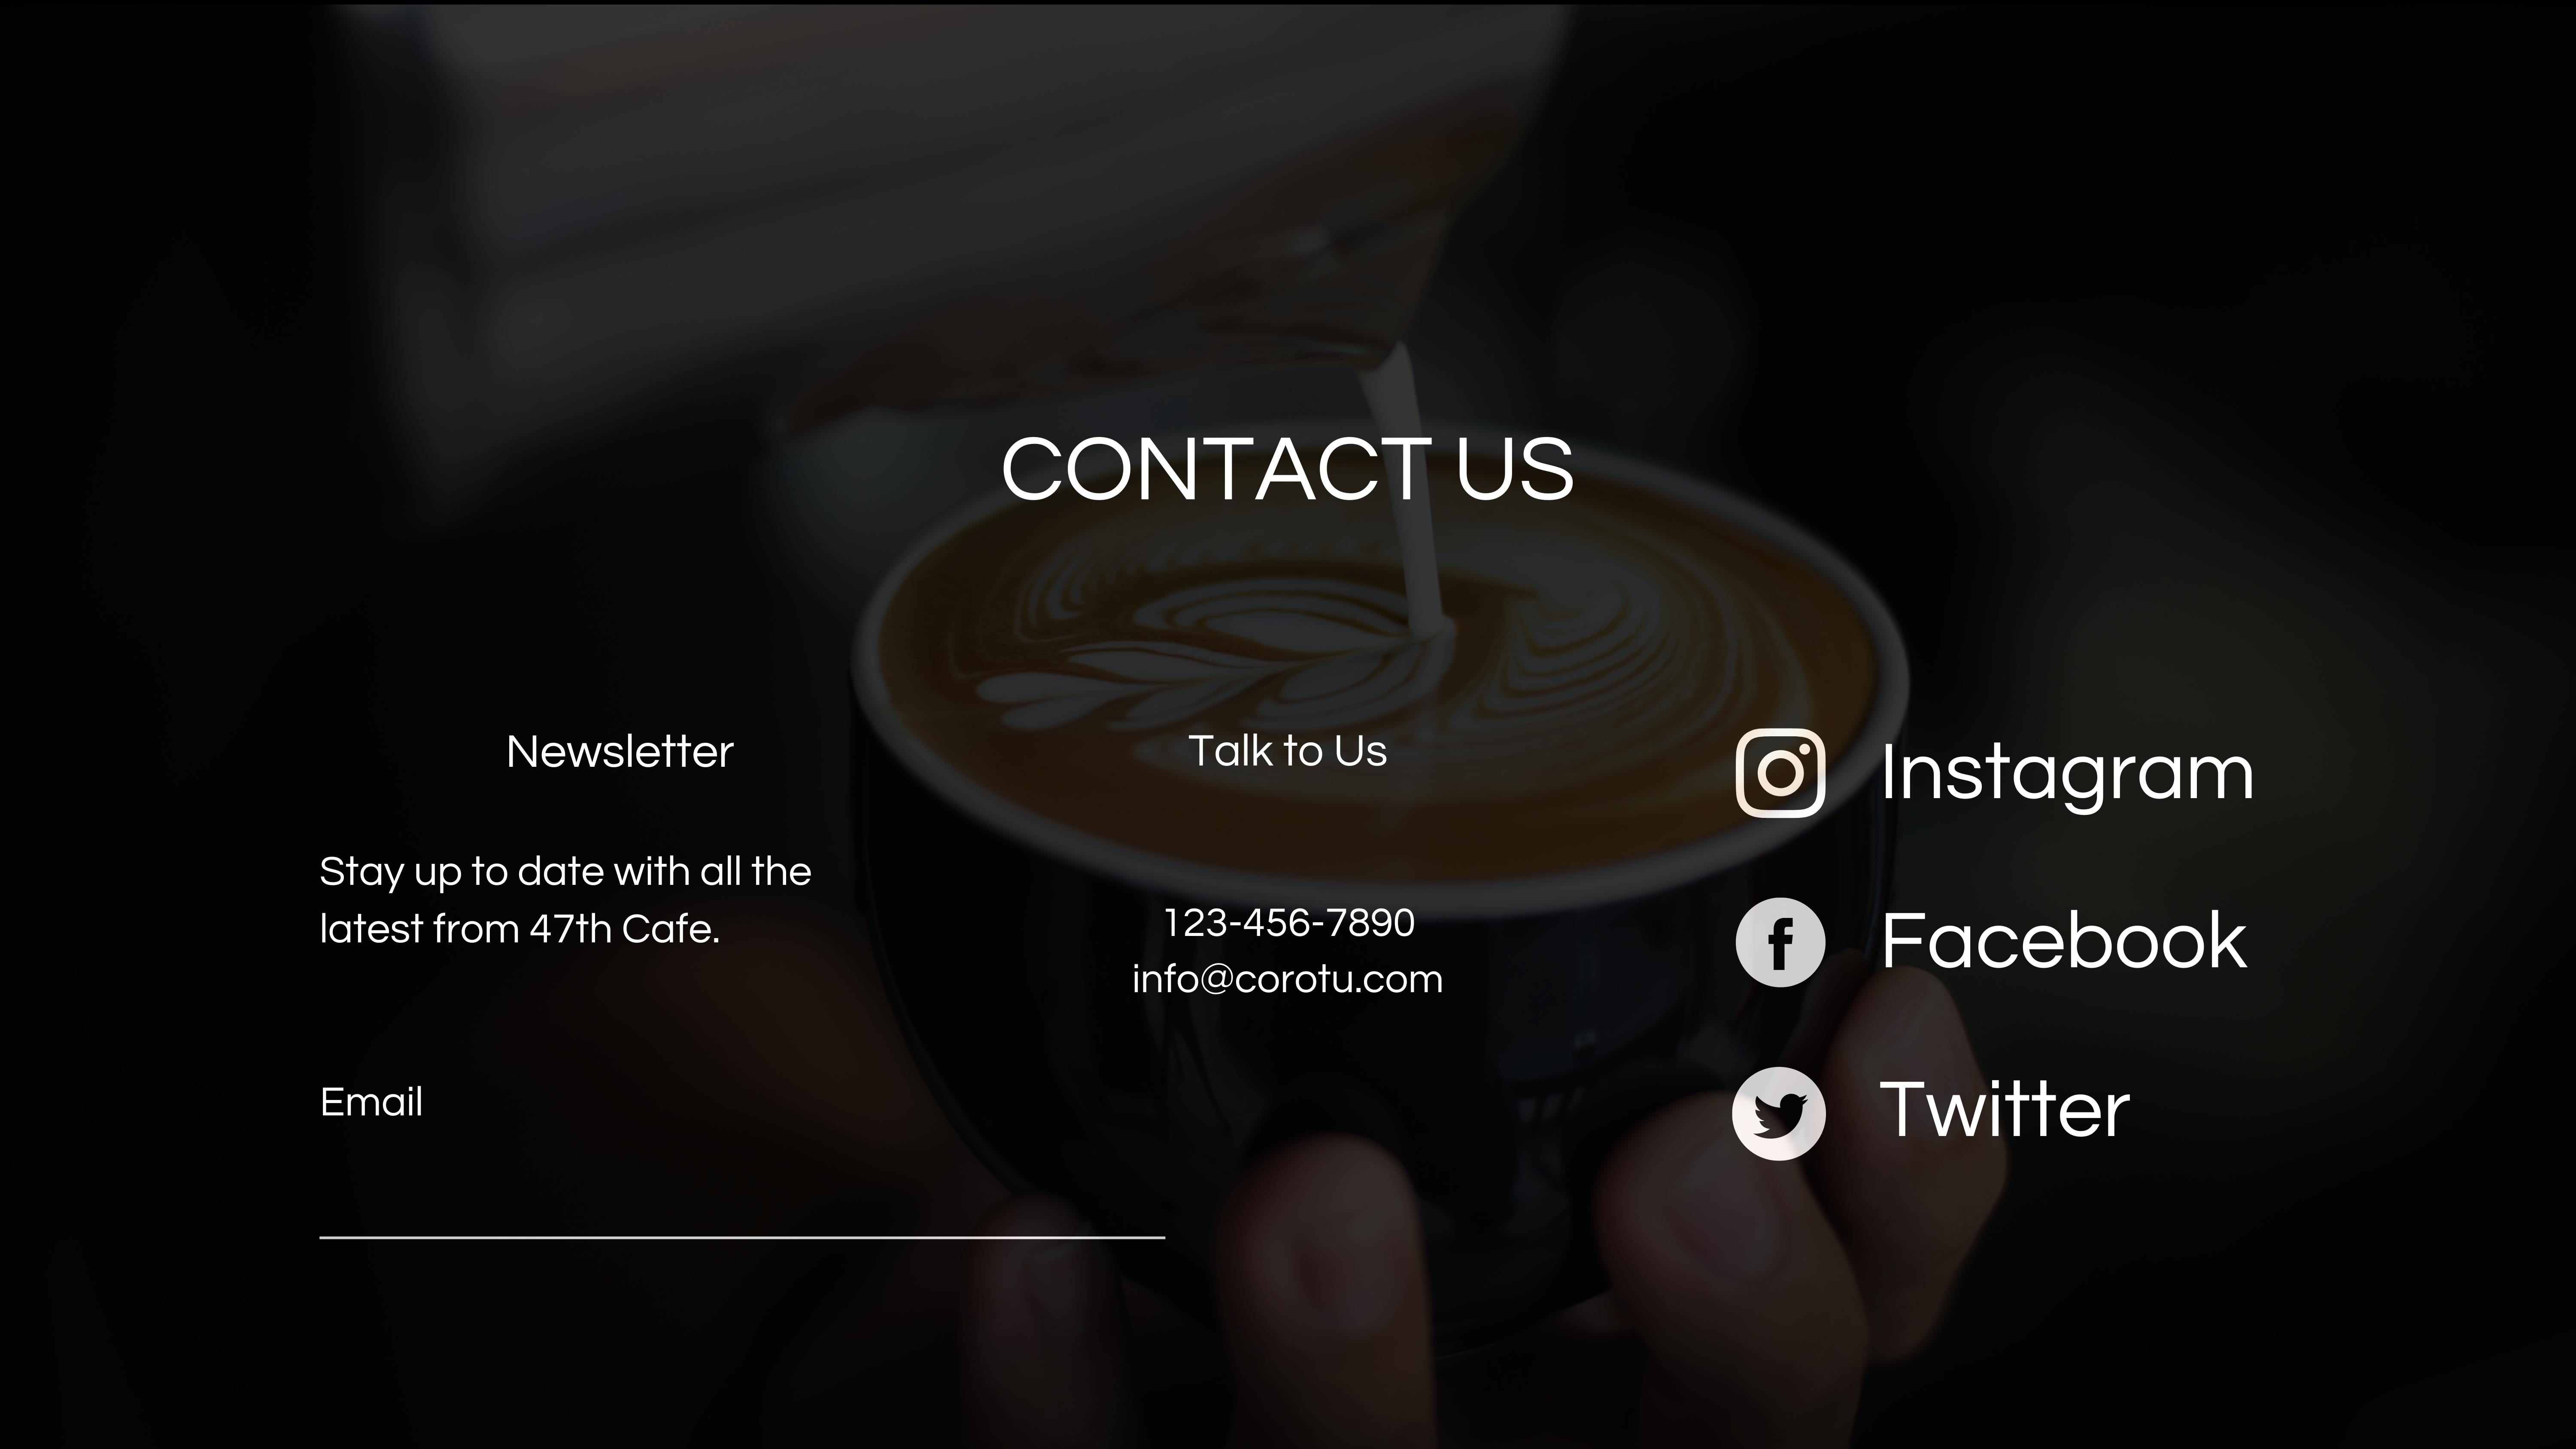 CONTACT US
Newsletter
Stay up to date with all the
latest from 47th Cafe.
Email
Talk to Us
123-456-7890
info@corotu.com
Instagram
Facebook
Twitter